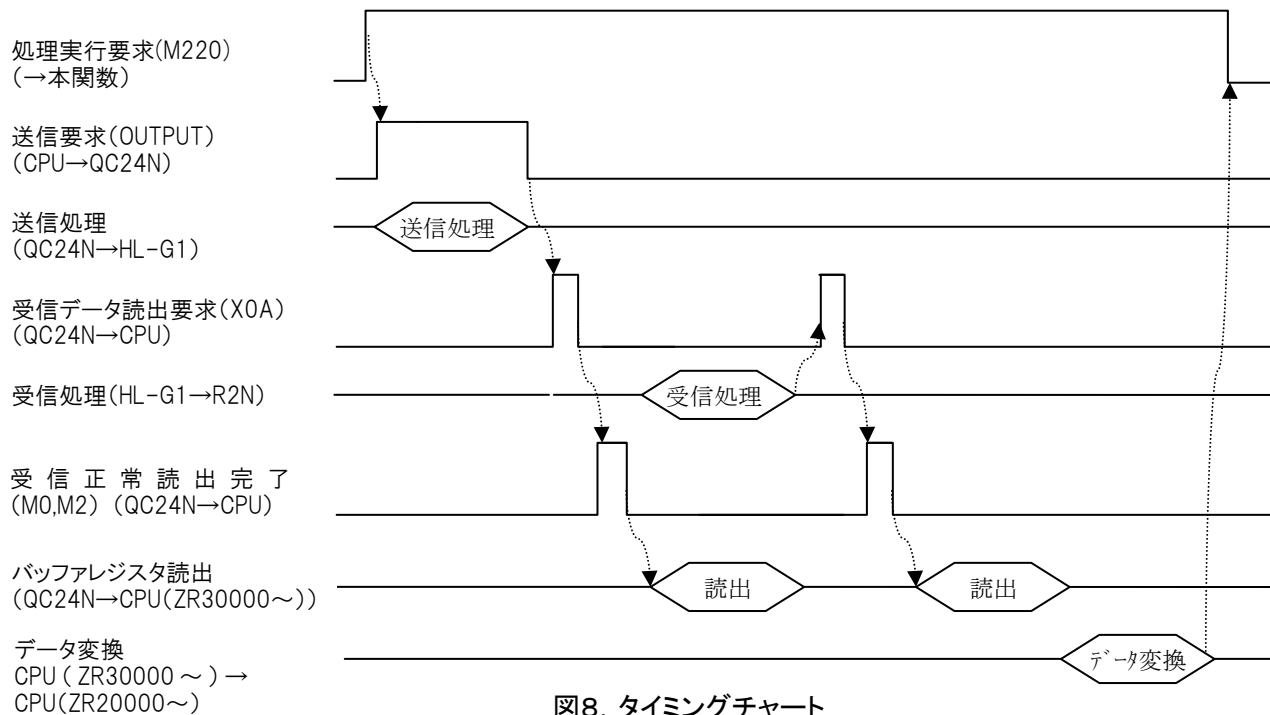 処理実行要求(M220)
(→本関数)
送信要求(OUTPUT)
(CPU→QC24N)
送信処理
(QC24N→HL-G1)
送信処理
受信データ読出要求(X0A)
(QC24N→CPU)
受信処理(HL-G1→R2N)
受信処理
受信正常読出完了
(M0,M2) (QC24N→CPU)
バッファレジスタ読出
(QC24N→CPU(ZR30000～))
読出
読出
データ変換
CPU(ZR30000～)→
CPU(ZR20000～)
データ変換
図8. タイミングチャート